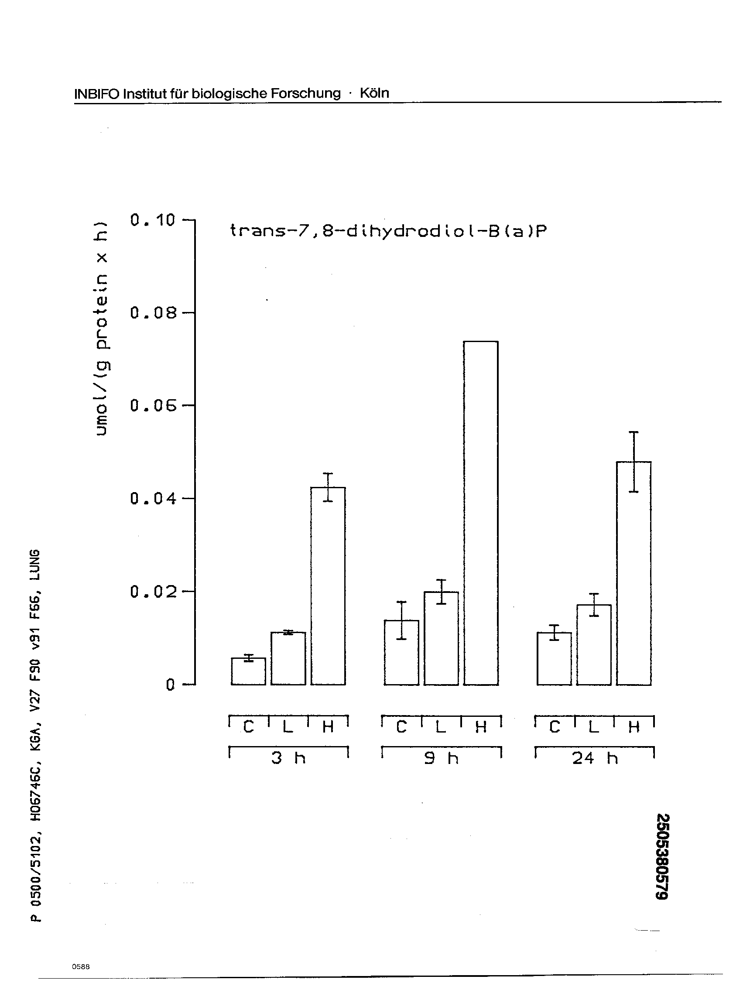 INBIFO Institut für biologische Forschung · Köln
trans-7,8-dihydrodiol-B(a)P
umol/(g protein x h)
0.10
0.08
0.06
0.04
0.02
0
C L H C L H C L H
3 h 9 h 24 h
P 0500/5102, H06746C, KGA, V27 F90 v91 F66, LUNG
2505380579
0588